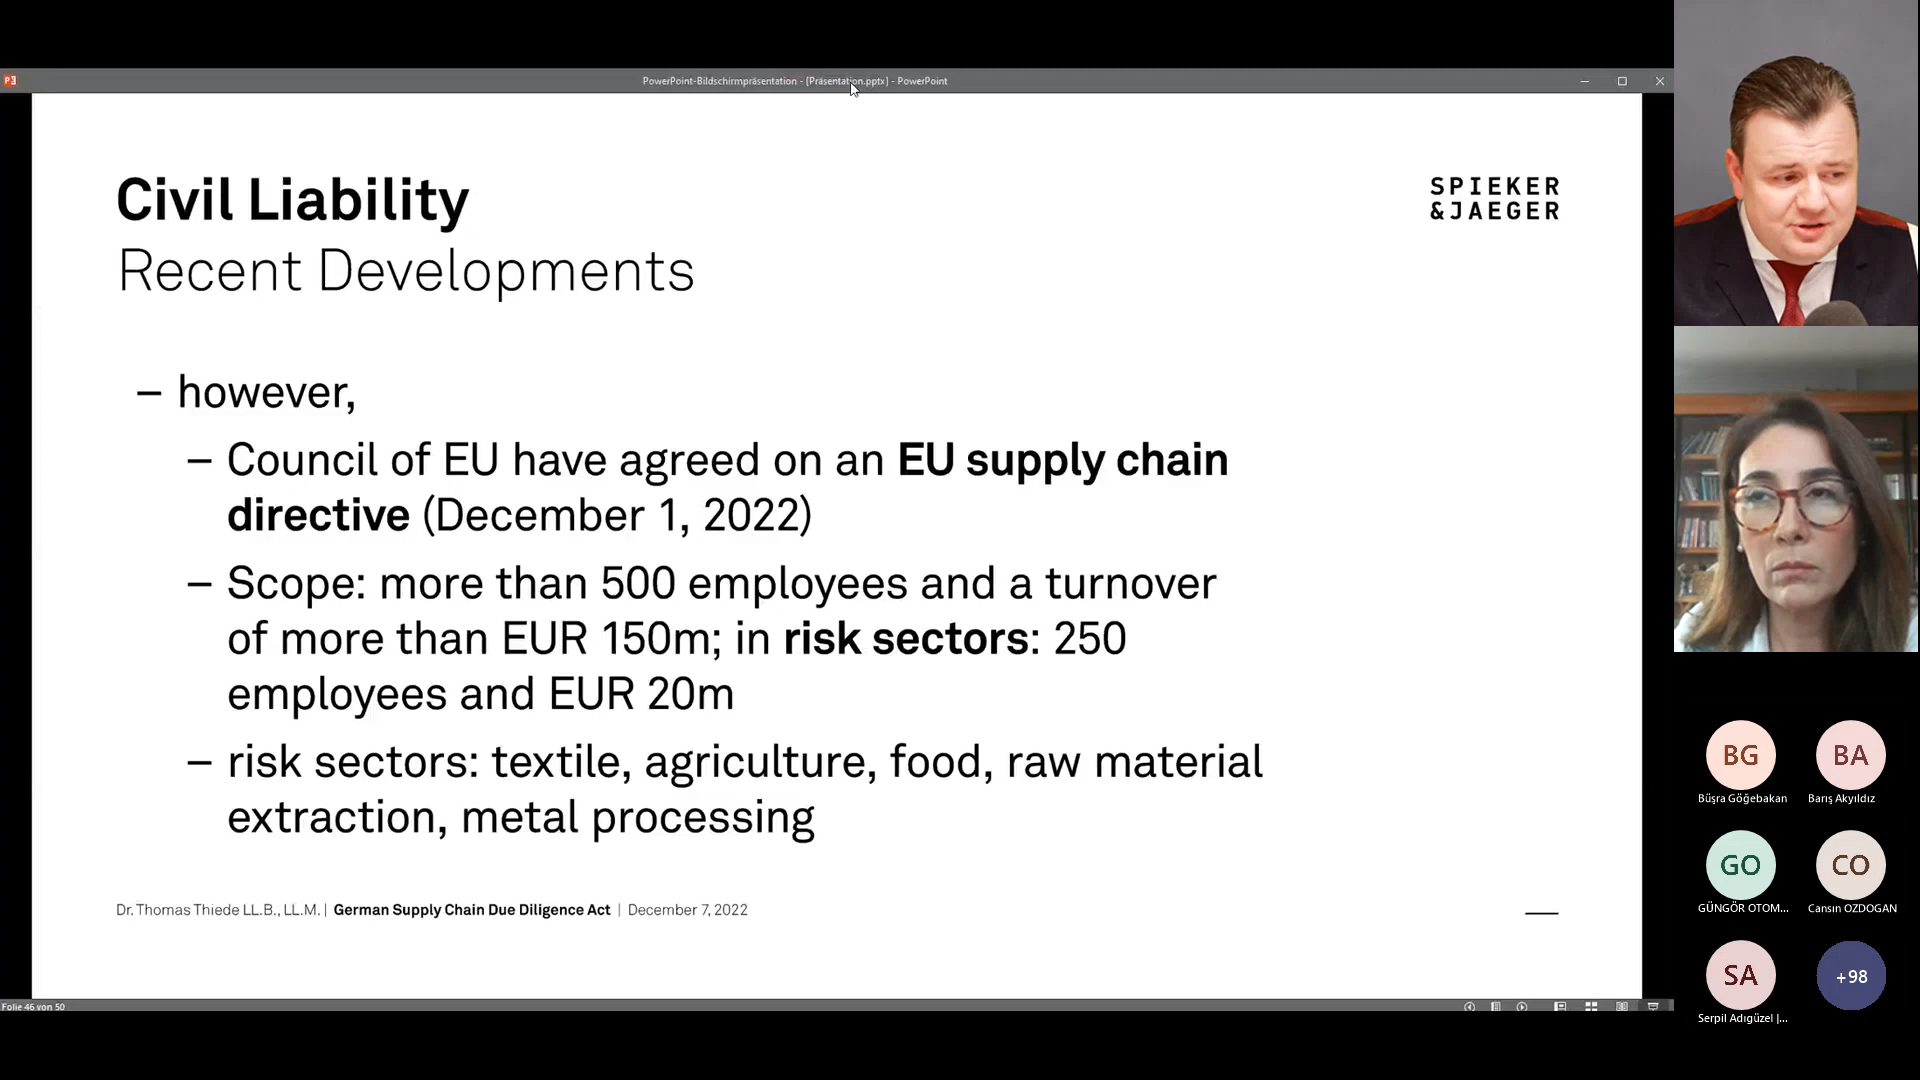 PowerPoint-Bildschirmpräsentation - [Präsentation.pptx] - PowerPoint
Civil Liability
Recent Developments
SPIEKER
&JAEGER
– however,
– Council of EU have agreed on an EU supply chain
directive (December 1, 2022)
– Scope: more than 500 employees and a turnover
of more than EUR 150m; in risk sectors: 250
employees and EUR 20m
– risk sectors: textile, agriculture, food, raw material
extraction, metal processing
Dr. Thomas Thiede LL.B., LL.M. | German Supply Chain Due Diligence Act | December 7, 2022
Folie 46 von 50
BG
Büşra Göğebakan
BA
Barış Akyıldız
GO
GÜNGÖR OTOM...
CO
Cansın OZDOGAN
SA
Serpil Adıgüzel |...
+98